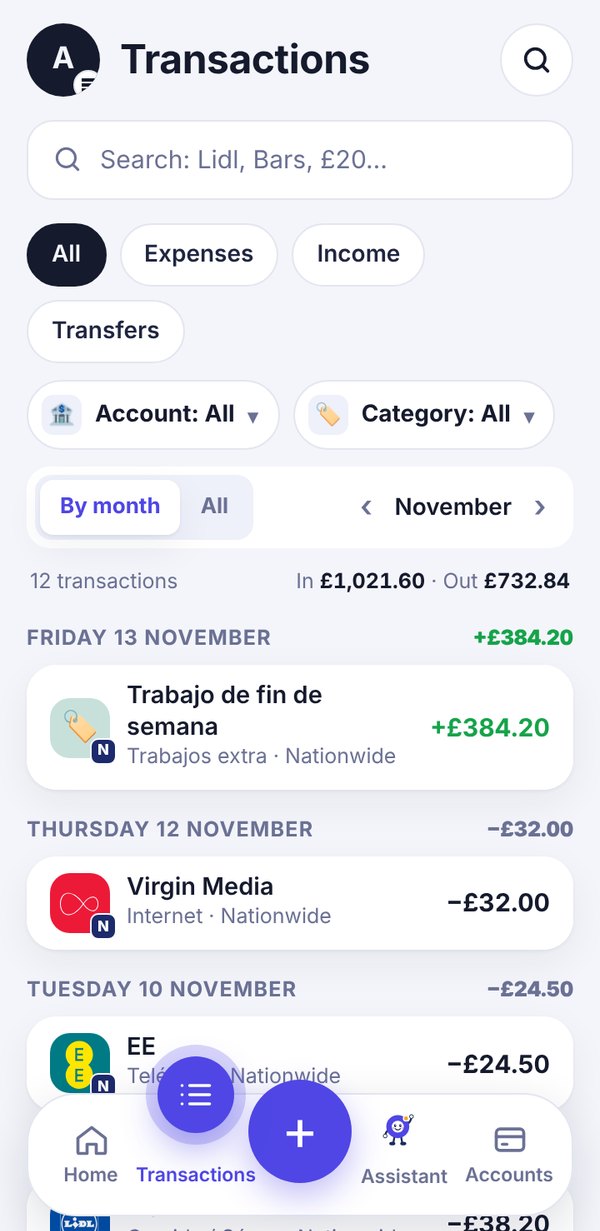 A
Transactions
Search: Lidl, Bars, £20...
All
Expenses
Income
Transfers
Account: All ▾
Category: All ▾
By month
All
‹ November ›
12 transactions
In £1,021.60 · Out £732.84
FRIDAY 13 NOVEMBER
+£384.20
Trabajo de fin de
semana
+£384.20
N
Trabajos extra · Nationwide
THURSDAY 12 NOVEMBER
−£32.00
Virgin Media
−£32.00
N
Internet · Nationwide
TUESDAY 10 NOVEMBER
−£24.50
EE
EE
−£24.50
N
Nationwide
Home
Transactions
+
Assistant
Accounts
LIDL
−£38.20